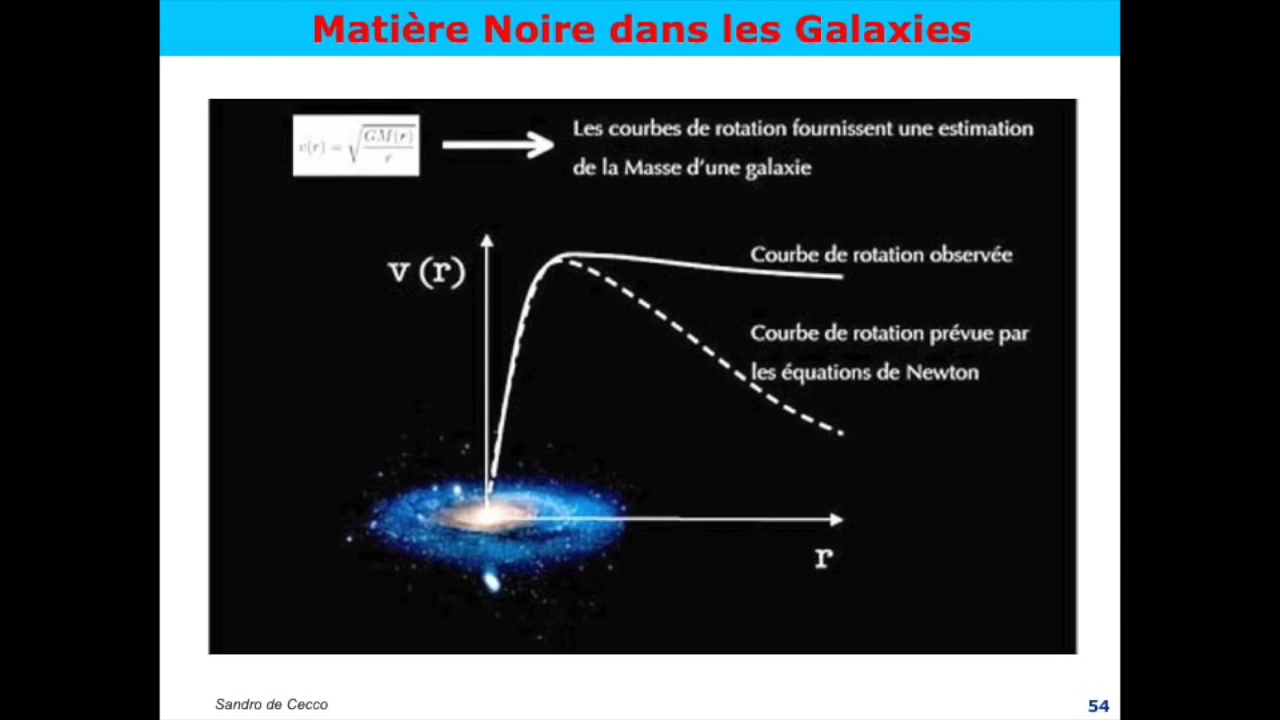 Matière Noire dans les Galaxies
v(r) = √GM(r)/r
Les courbes de rotation fournissent une estimation
de la Masse d'une galaxie
v(r)
Courbe de rotation observée
Courbe de rotation prévue par
les équations de Newton
r
Sandro de Cecco
54